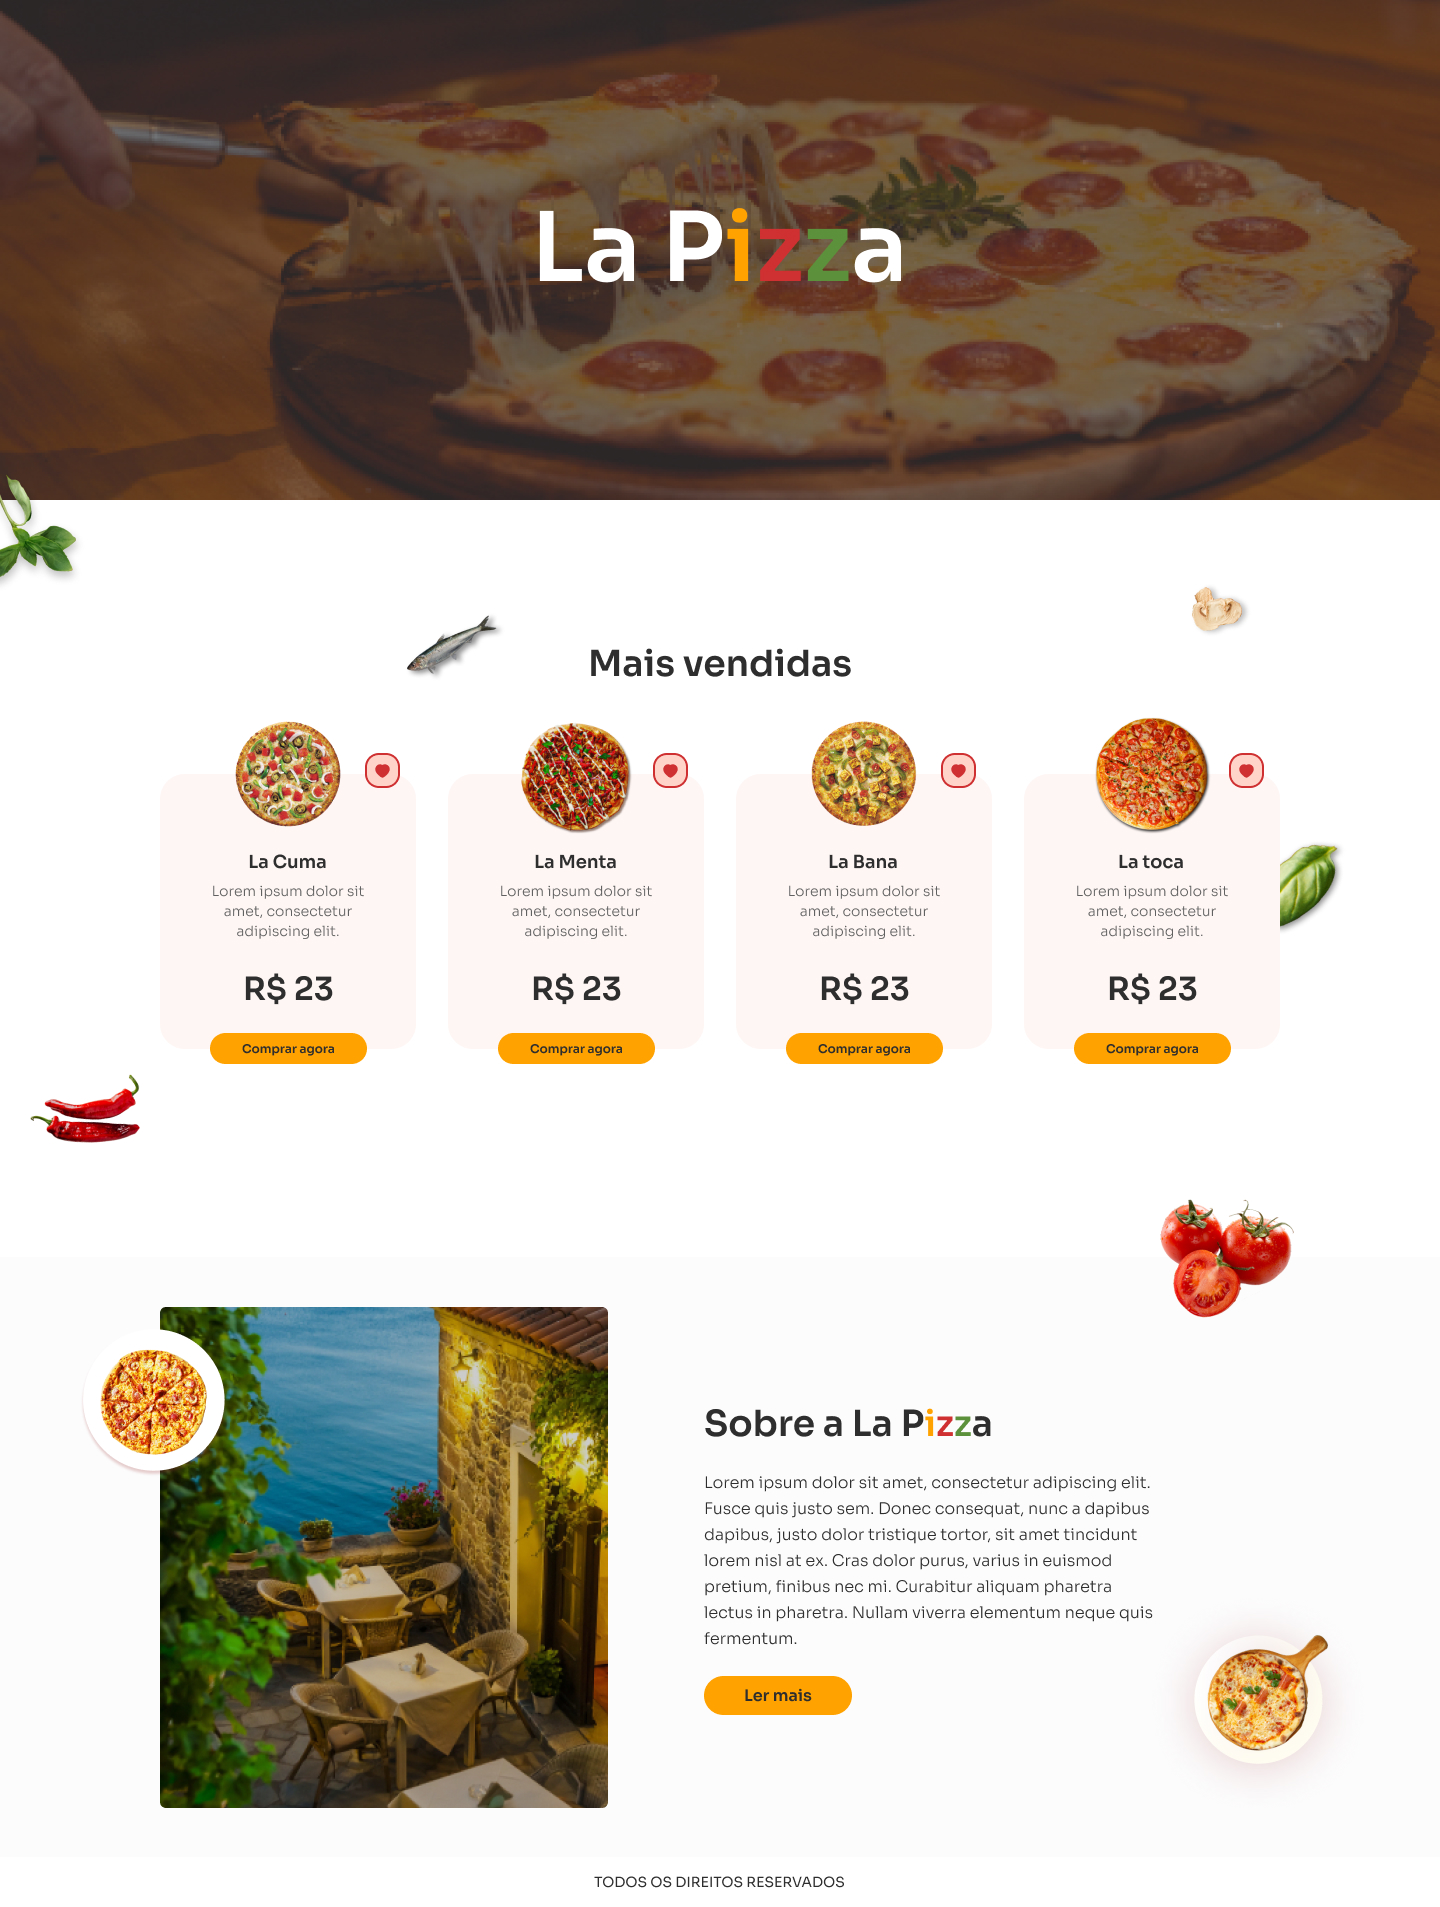 La Pizza
Mais vendidas
La Cuma
Lorem ipsum dolor sit
amet, consectetur
adipiscing elit.
R$ 23
Comprar agora
La Menta
Lorem ipsum dolor sit
amet, consectetur
adipiscing elit.
R$ 23
Comprar agora
La Bana
Lorem ipsum dolor sit
amet, consectetur
adipiscing elit.
R$ 23
Comprar agora
La toca
Lorem ipsum dolor sit
amet, consectetur
adipiscing elit.
R$ 23
Comprar agora
Sobre a La Pizza
Lorem ipsum dolor sit amet, consectetur adipiscing elit.
Fusce quis justo sem. Donec consequat, nunc a dapibus
dapibus, justo dolor tristique tortor, sit amet tincidunt
lorem nisl at ex. Cras dolor purus, varius in euismod
pretium, finibus nec mi. Curabitur aliquam pharetra
lectus in pharetra. Nullam viverra elementum neque quis
fermentum.
Ler mais
TODOS OS DIREITOS RESERVADOS